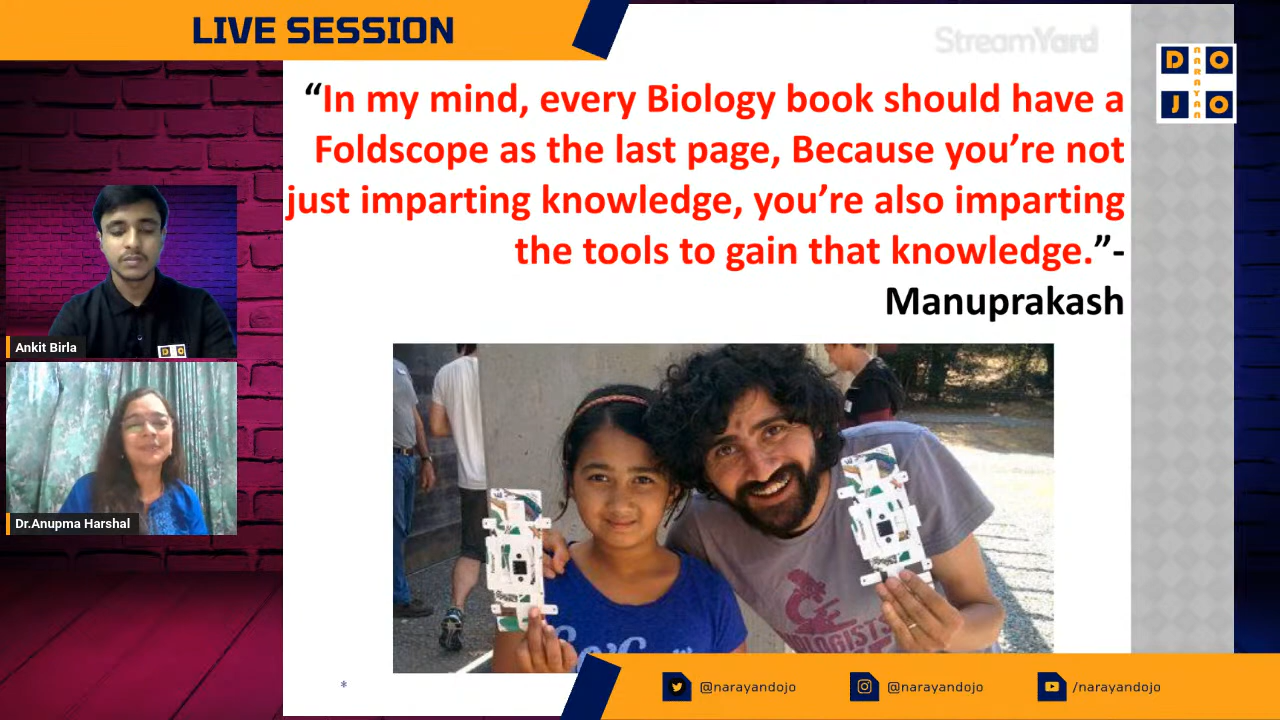 LIVE SESSION
StreamYard
D O
NARAYAN
J O
“In my mind, every Biology book should have a
Foldscope as the last page, Because you’re not
just imparting knowledge, you’re also imparting
the tools to gain that knowledge.”-
Manuprakash
Ankit Birla
Dr.Anupma Harshal
*
@narayandojo
@narayandojo
/narayandojo